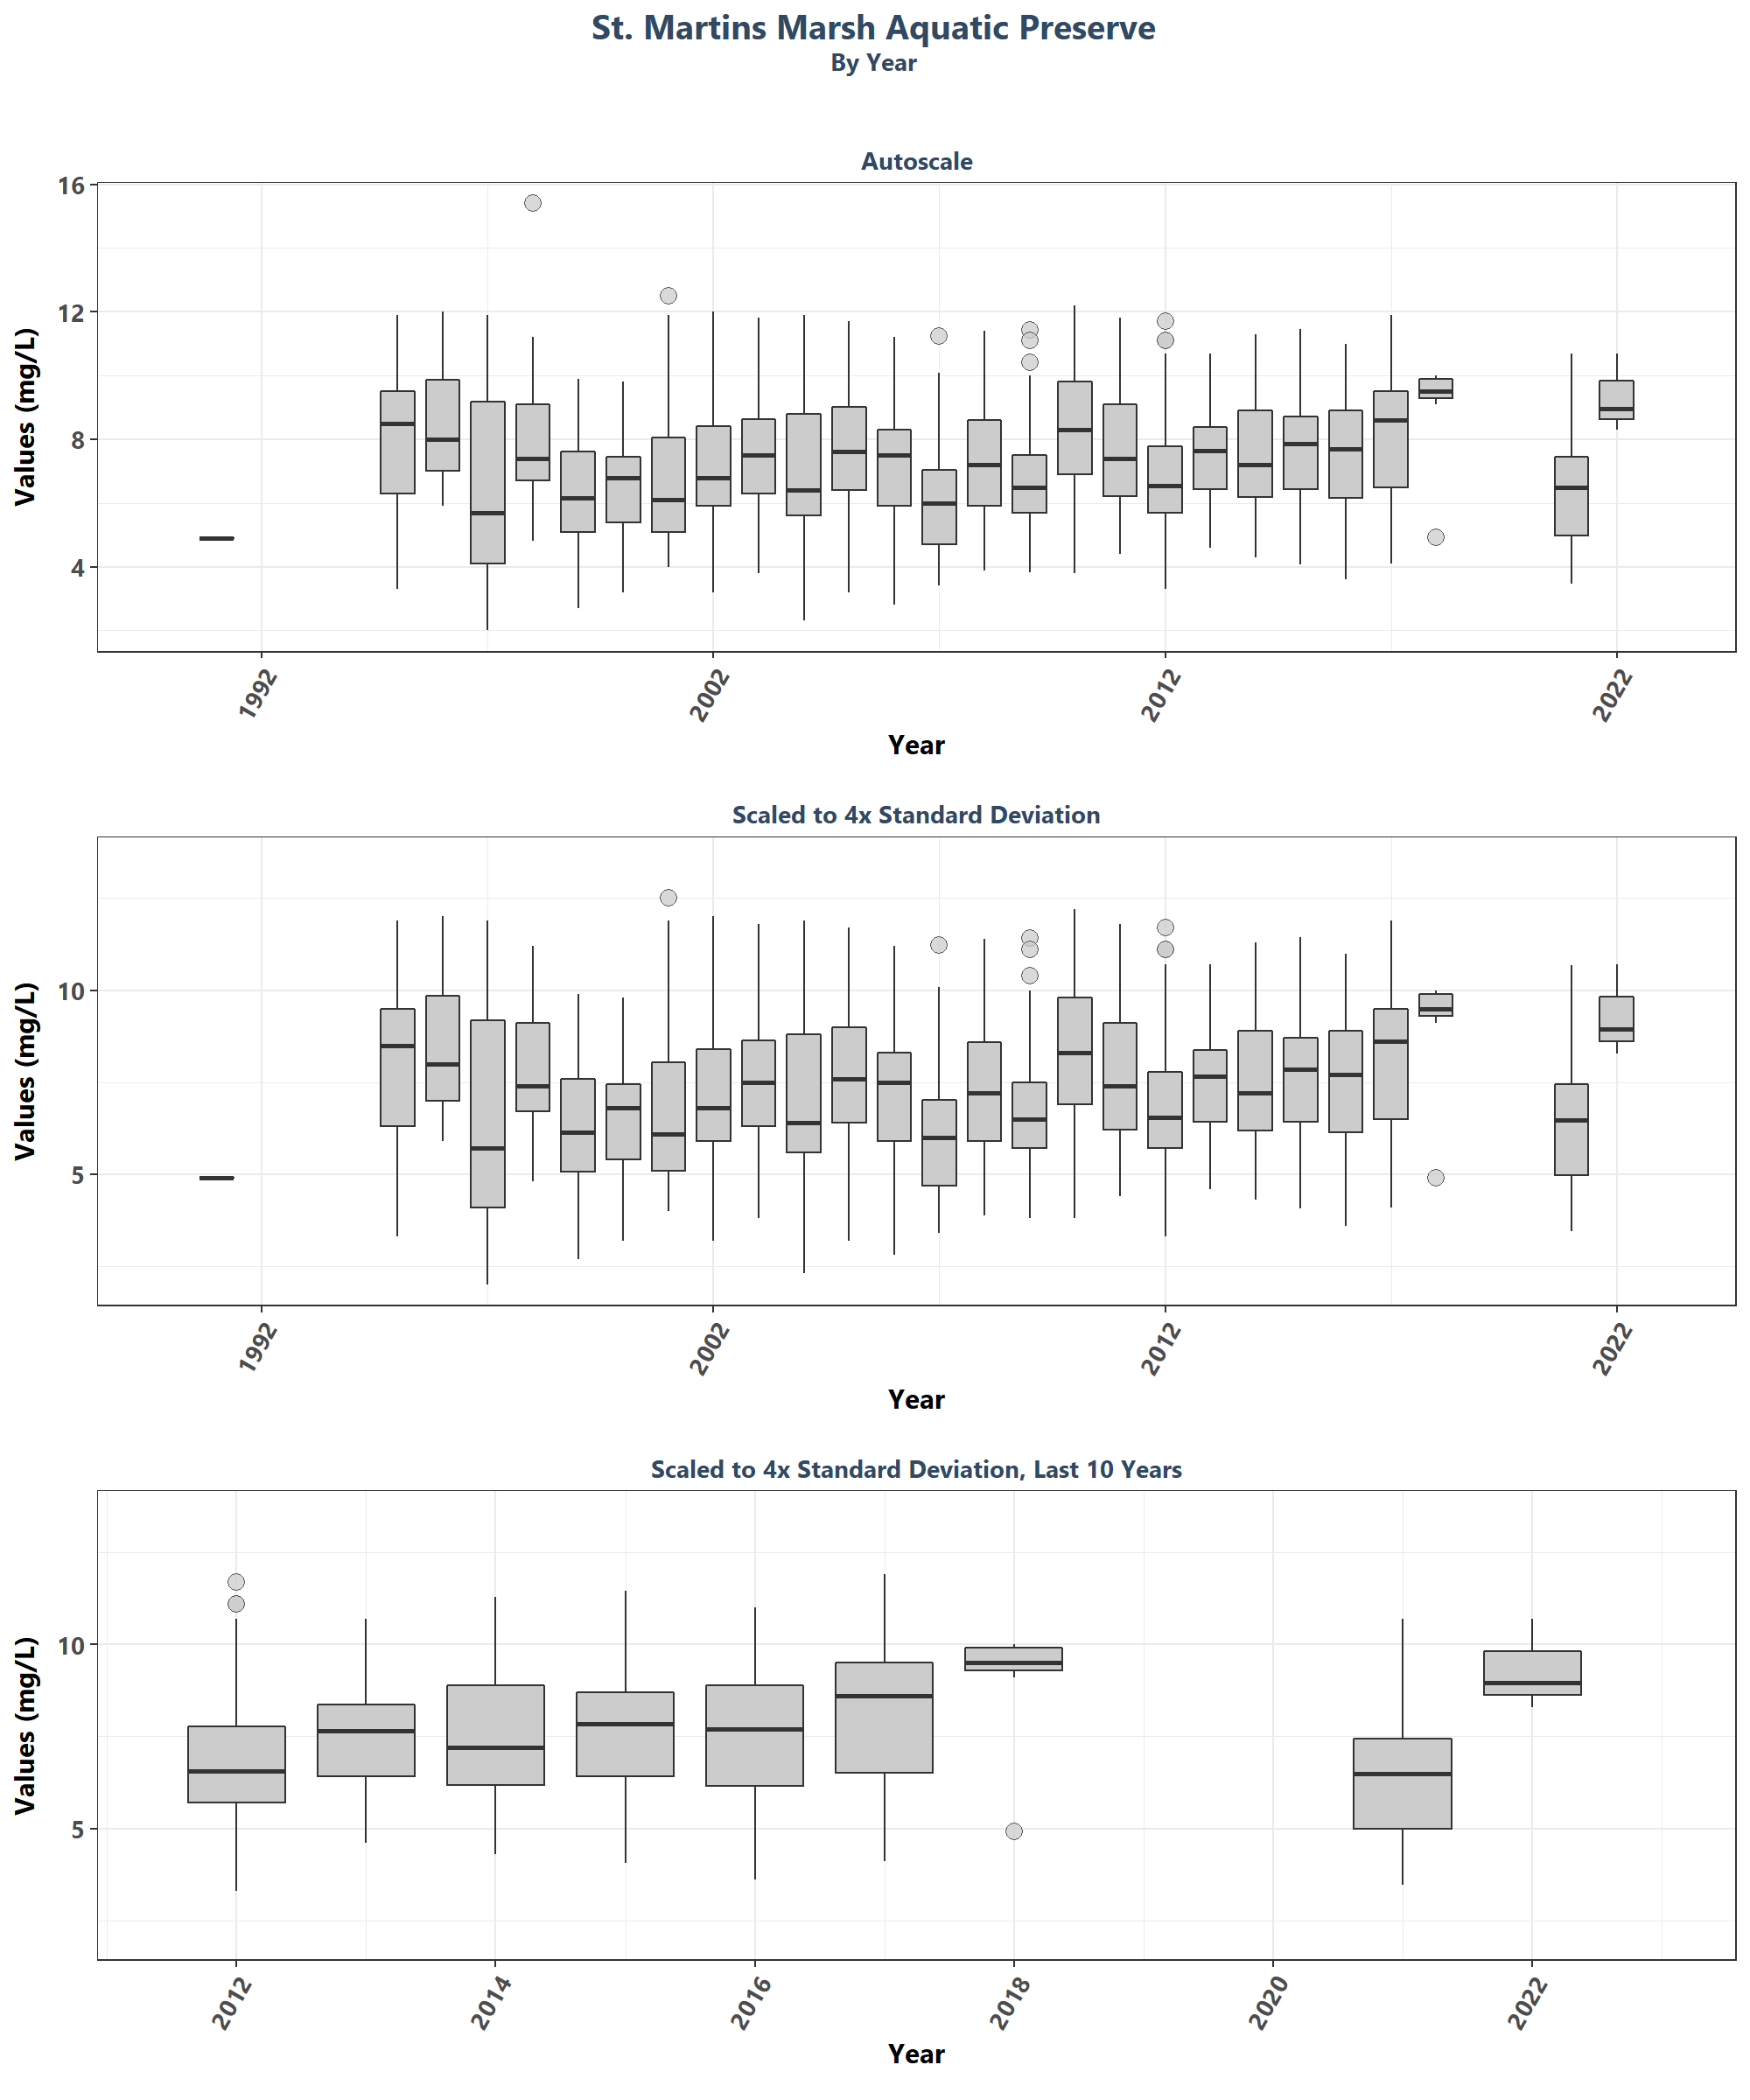 St. Martins Marsh Aquatic Preserve
By Year
Autoscale
Values (mg/L)
16
12
8
4
1992
2002
2012
2022
Year
Scaled to 4x Standard Deviation
Values (mg/L)
10
5
1992
2002
2012
2022
Year
Scaled to 4x Standard Deviation, Last 10 Years
Values (mg/L)
10
5
2012
2014
2016
2018
2020
2022
Year